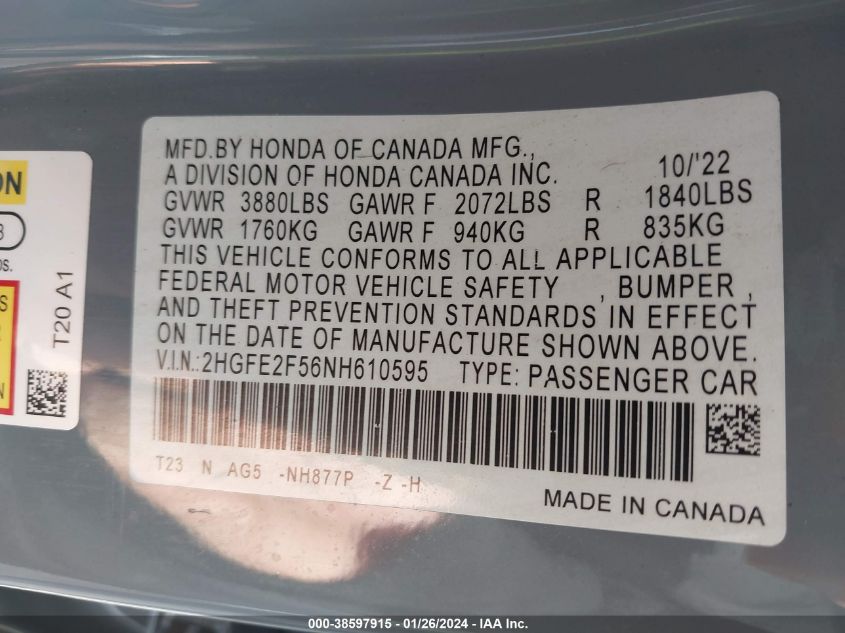 MFD.BY HONDA OF CANADA MFG., 10/'22
A DIVISION OF HONDA CANADA INC.
GVWR 3880LBS GAWR F 2072LBS R 1840LBS
GVWR 1760KG GAWR F 940KG R 835KG
THIS VEHICLE CONFORMS TO ALL APPLICABLE
FEDERAL MOTOR VEHICLE SAFETY , BUMPER ,
AND THEFT PREVENTION STANDARDS IN EFFECT
ON THE DATE OF MANUFACTURE SHOWN ABOVE.
V.I.N.:2HGFE2F56NH610595 TYPE: PASSENGER CAR
T23 N AG5 -NH877P -Z -H
MADE IN CANADA
T20 A1
000-38597915 - 01/26/2024 - IAA Inc.